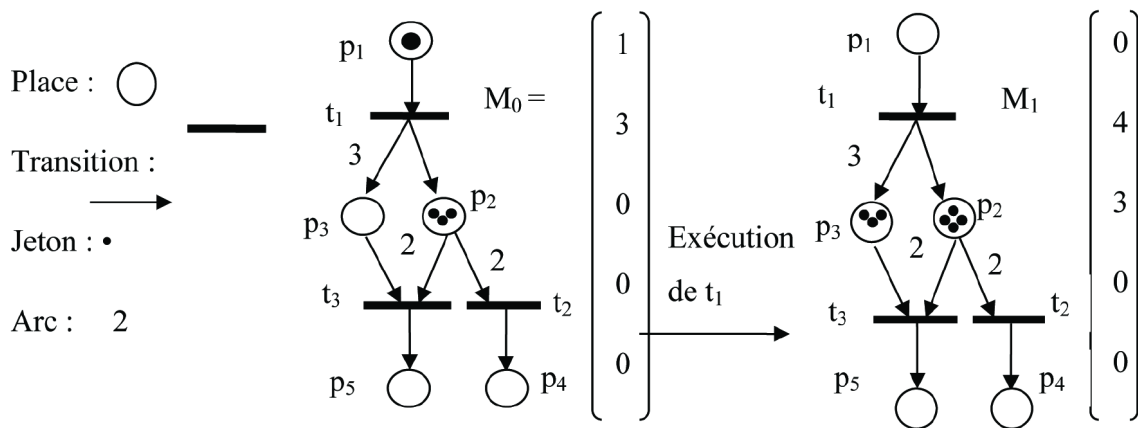 Place :
Transition :
Jeton :
Arc : 2
p1
t1
3
p3
p2
2
2
t3
t2
p5
p4
M0 =
1
3
0
0
0
Exécution
de t1
p1
t1
3
p3
p2
2
2
t3
t2
p5
p4
M1
0
4
3
0
0